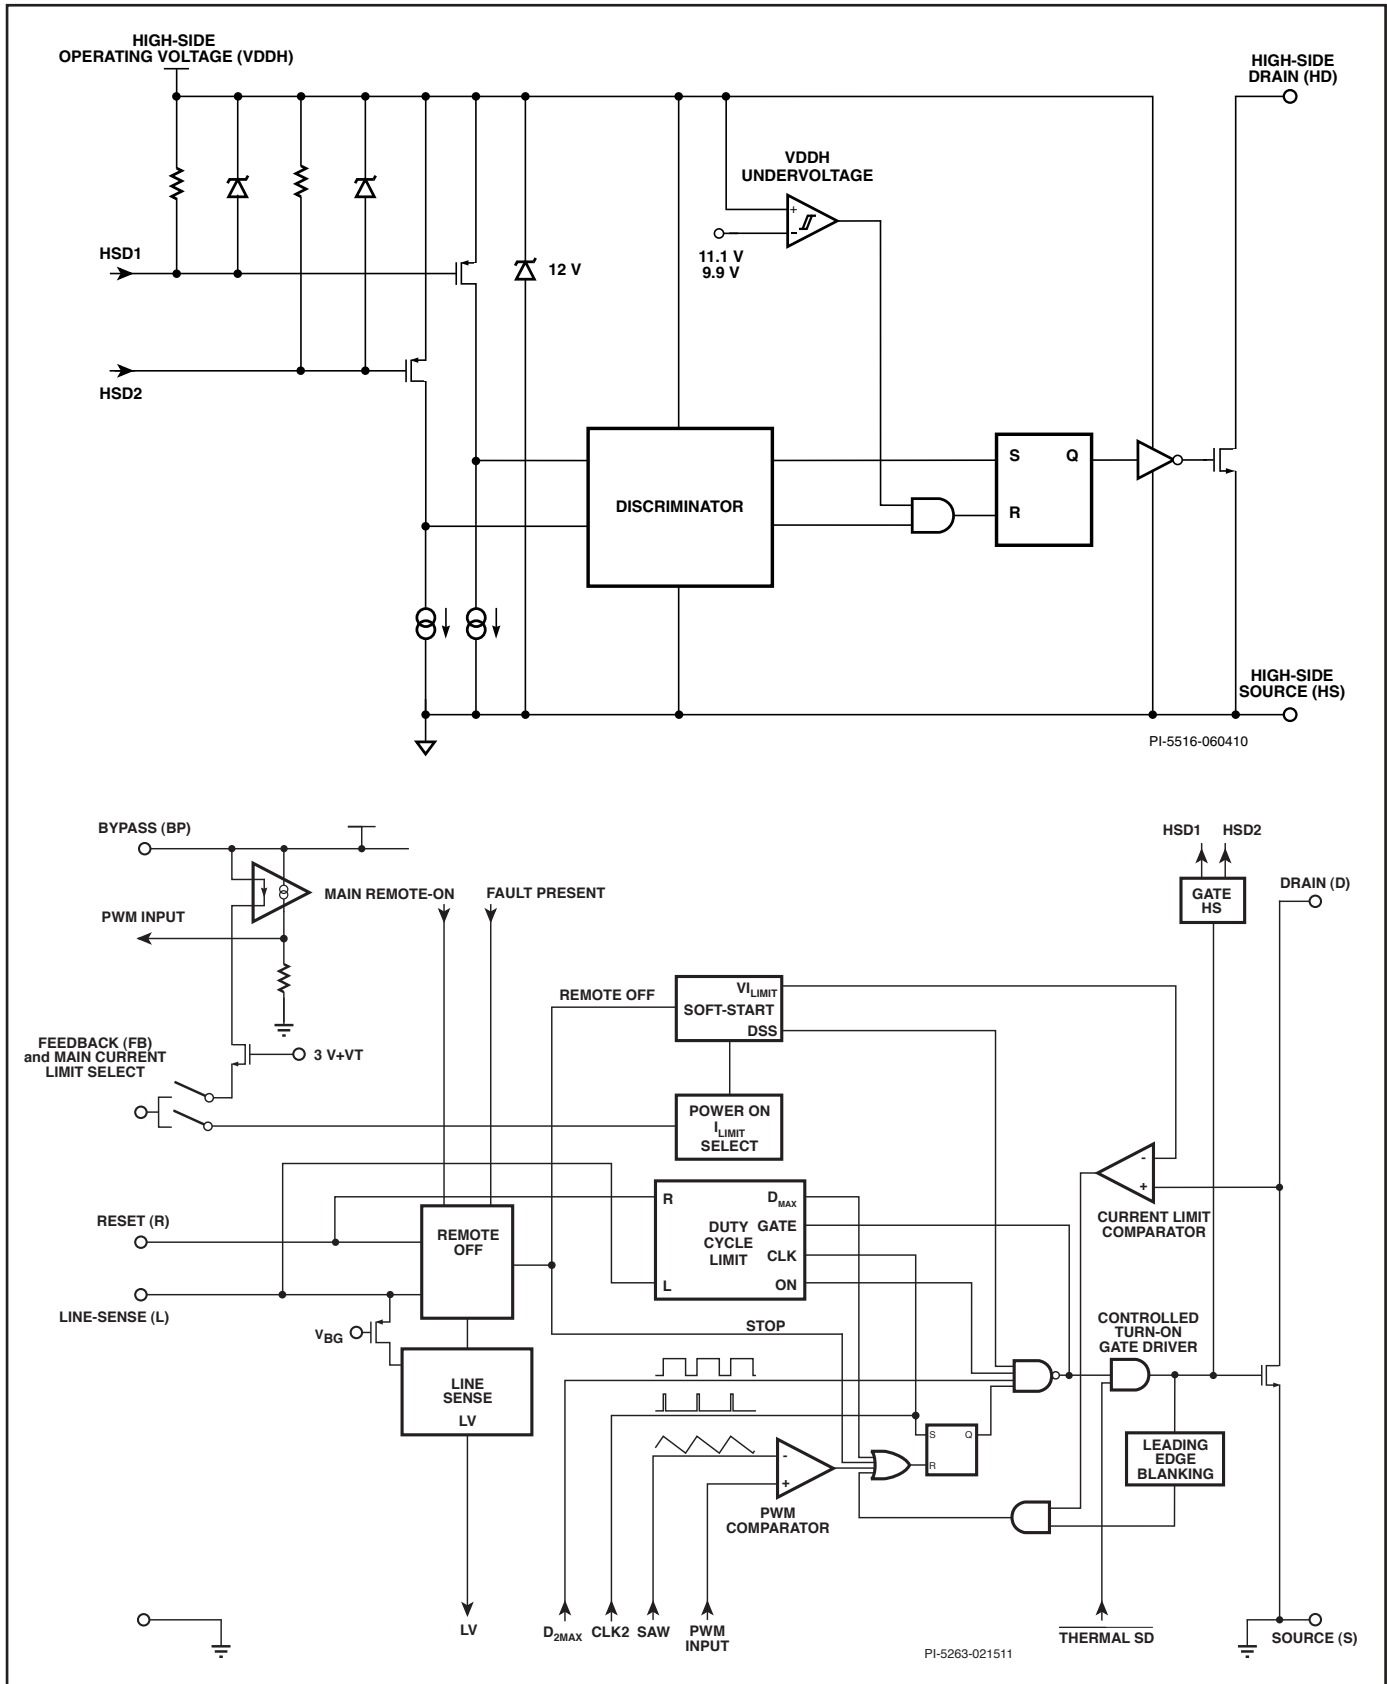 HIGH-SIDE
OPERATING VOLTAGE (VDDH)
HIGH-SIDE
DRAIN (HD)
VDDH
UNDERVOLTAGE
+
-
11.1 V
9.9 V
HSD1
12 V
HSD2
DISCRIMINATOR
S Q
R
HIGH-SIDE
SOURCE (HS)
PI-5516-060410
BYPASS (BP)
HSD1 HSD2
MAIN REMOTE-ON
FAULT PRESENT
DRAIN (D)
GATE
HS
PWM INPUT
REMOTE OFF
VILIMIT
SOFT-START
DSS
FEEDBACK (FB)
and MAIN CURRENT
LIMIT SELECT
3 V+VT
POWER ON
ILIMIT
SELECT
-
+
CURRENT LIMIT
COMPARATOR
RESET (R)
REMOTE
OFF
R DMAX
DUTY GATE
CYCLE
LIMIT CLK
L ON
LINE-SENSE (L)
VBG
STOP
CONTROLLED
TURN-ON
GATE DRIVER
LINE
SENSE
LV
S Q
R
-
+
PWM
COMPARATOR
LEADING
EDGE
BLANKING
LV
D2MAX CLK2 SAW PWM
INPUT
THERMAL SD
SOURCE (S)
PI-5263-021511